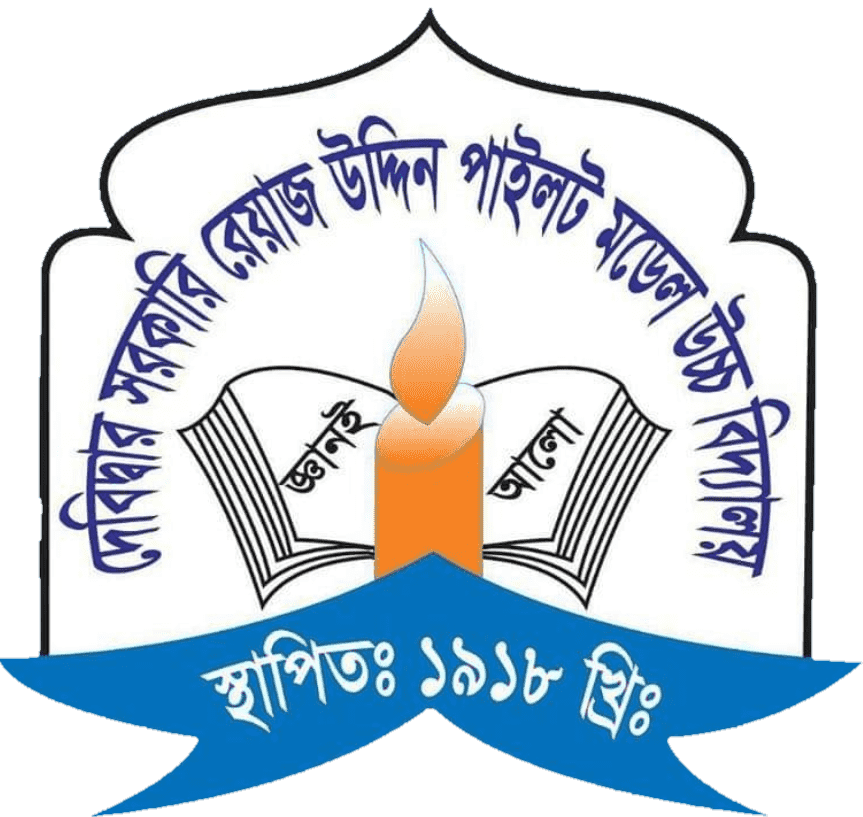 দেবিদ্বার সরকারি রেয়াজ উদ্দিন পাইলট মডেল উচ্চ বিদ্যালয়
জ্ঞানই আলো
স্থাপিতঃ ১৯১৮ খ্রিঃ